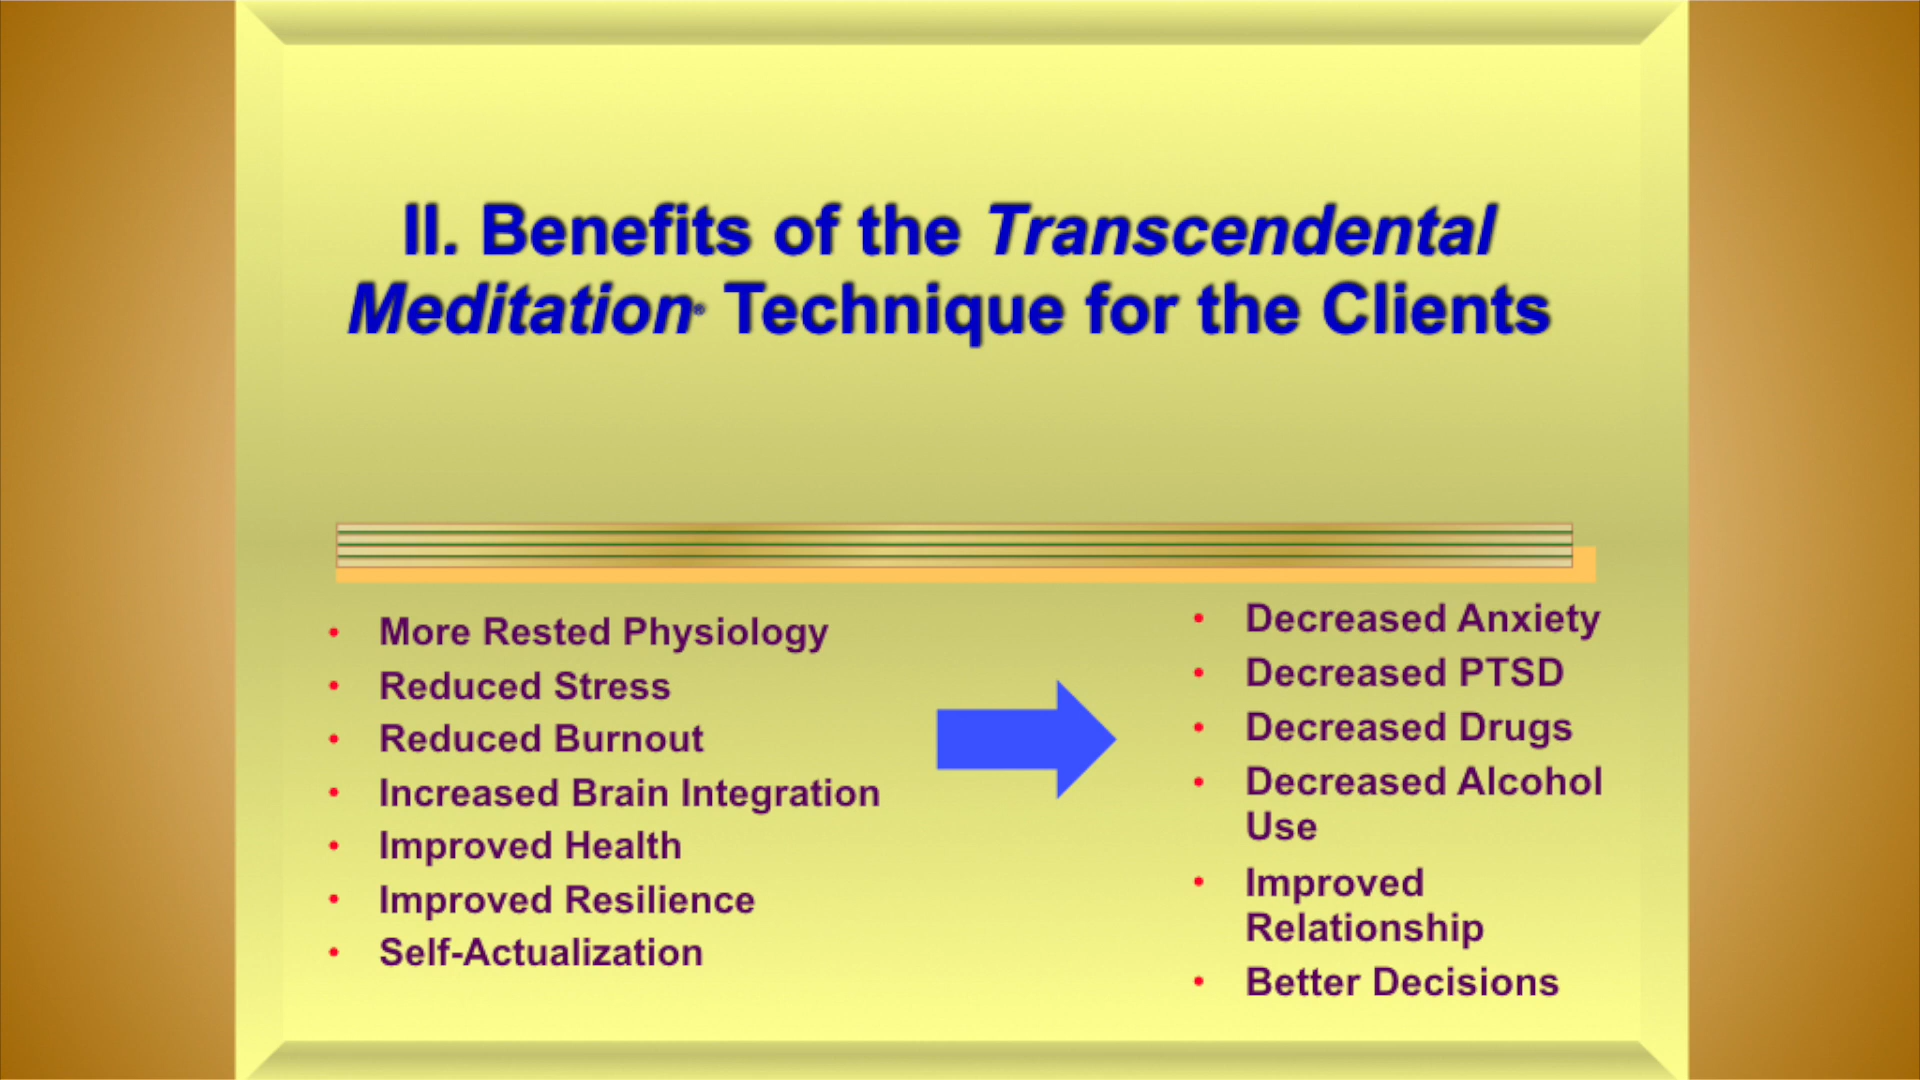 II. Benefits of the Transcendental
Meditation® Technique for the Clients
• More Rested Physiology
• Reduced Stress
• Reduced Burnout
• Increased Brain Integration
• Improved Health
• Improved Resilience
• Self-Actualization
• Decreased Anxiety
• Decreased PTSD
• Decreased Drugs
• Decreased Alcohol
Use
• Improved
Relationship
• Better Decisions